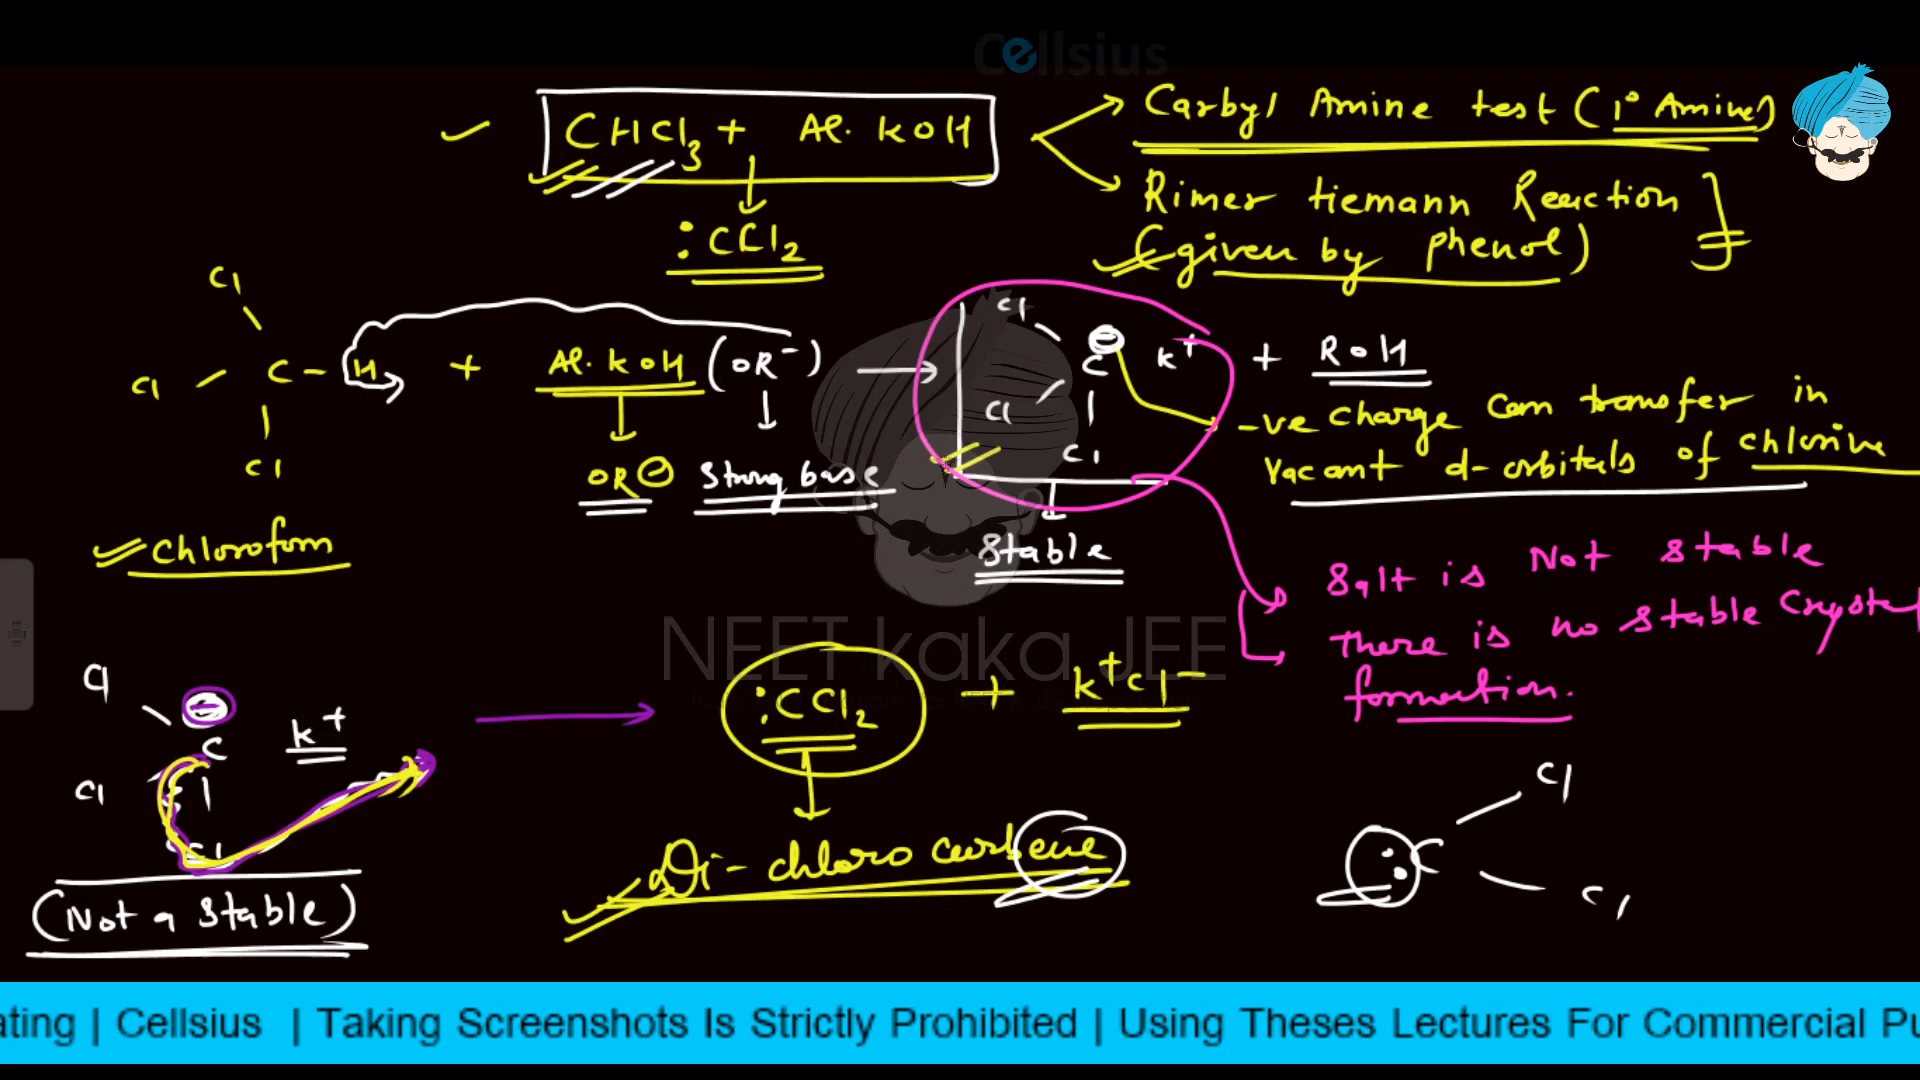 Cellsius
CHCl3 + Al. KOH
Carbyl Amine test (1° Amine)
Rimer tiemann Reaction
(given by phenol)
:CCl2
Cl
Cl - C - H + Al. KOH (OR-) → Cl C ⊖ K+ + ROH
Cl
Cl
Cl
OR⊖ Strong base
Stable
-ve charge can transfer in
vacant d-orbitals of chlorine
Chloroform
Salt is Not stable
There is no stable Crystal
formation.
NEET kaka JEE
Cl ⊖
C K+
Cl
Cl
(Not a stable)
:CCl2 + K+Cl-
Di-chloro carbene
:C
Cl
Cl
ating | Cellsius | Taking Screenshots Is Strictly Prohibited | Using Theses Lectures For Commercial Pu